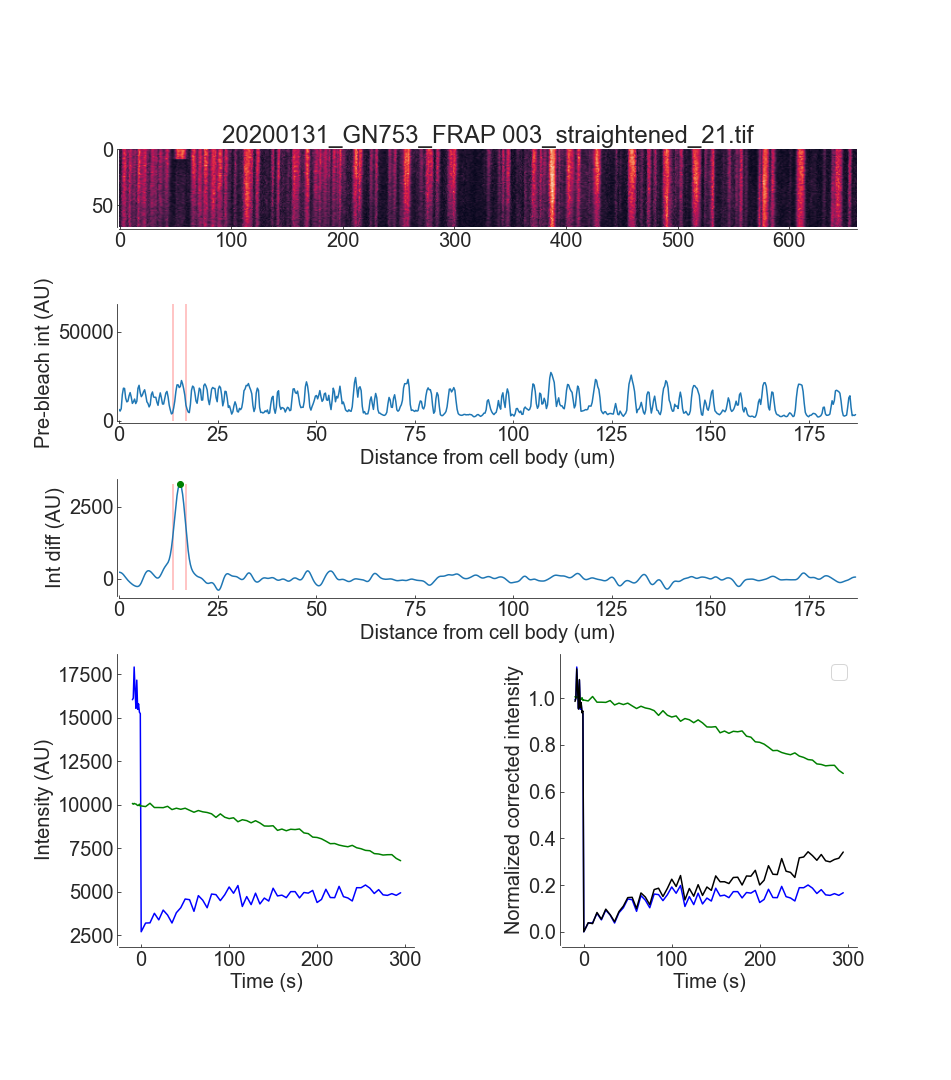 20200131_GN753_FRAP 003_straightened_21.tif
0
50
0 100 200 300 400 500 600
Pre-bleach int (AU)
50000
0
0 25 50 75 100 125 150 175
Distance from cell body (um)
Int diff (AU)
2500
0
0 25 50 75 100 125 150 175
Distance from cell body (um)
Intensity (AU)
17500
15000
12500
10000
7500
5000
2500
0 100 200 300
Time (s)
Normalized corrected intensity
1.0
0.8
0.6
0.4
0.2
0.0
0 100 200 300
Time (s)